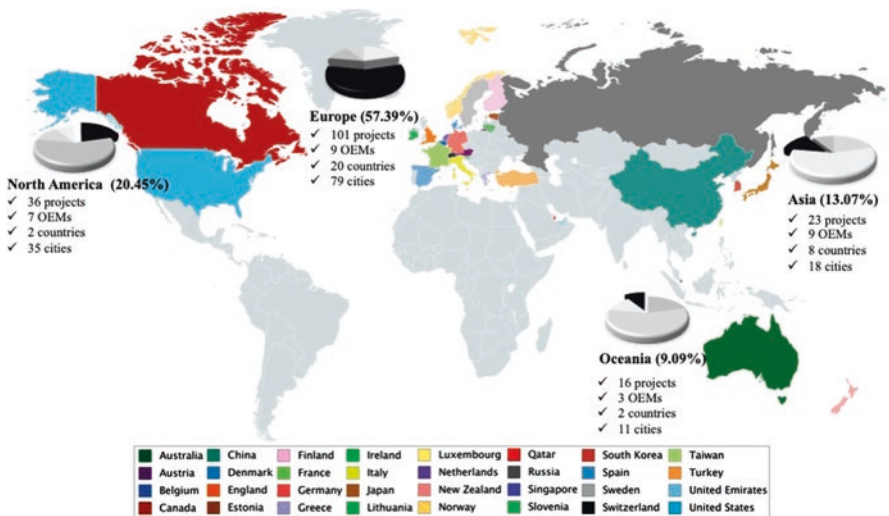 Europe (57.39%)
✓ 101 projects
✓ 9 OEMs
✓ 20 countries
✓ 79 cities
North America (20.45%)
✓ 36 projects
✓ 7 OEMs
✓ 2 countries
✓ 35 cities
Asia (13.07%)
✓ 23 projects
✓ 9 OEMs
✓ 8 countries
✓ 18 cities
Oceania (9.09%)
✓ 16 projects
✓ 3 OEMs
✓ 2 countries
✓ 11 cities
Australia China Finland Ireland Luxembourg Qatar South Korea Taiwan
Austria Denmark France Italy Netherlands Russia Spain Turkey
Belgium England Germany Japan New Zealand Singapore Sweden United Emirates
Canada Estonia Greece Lithuania Norway Slovenia Switzerland United States